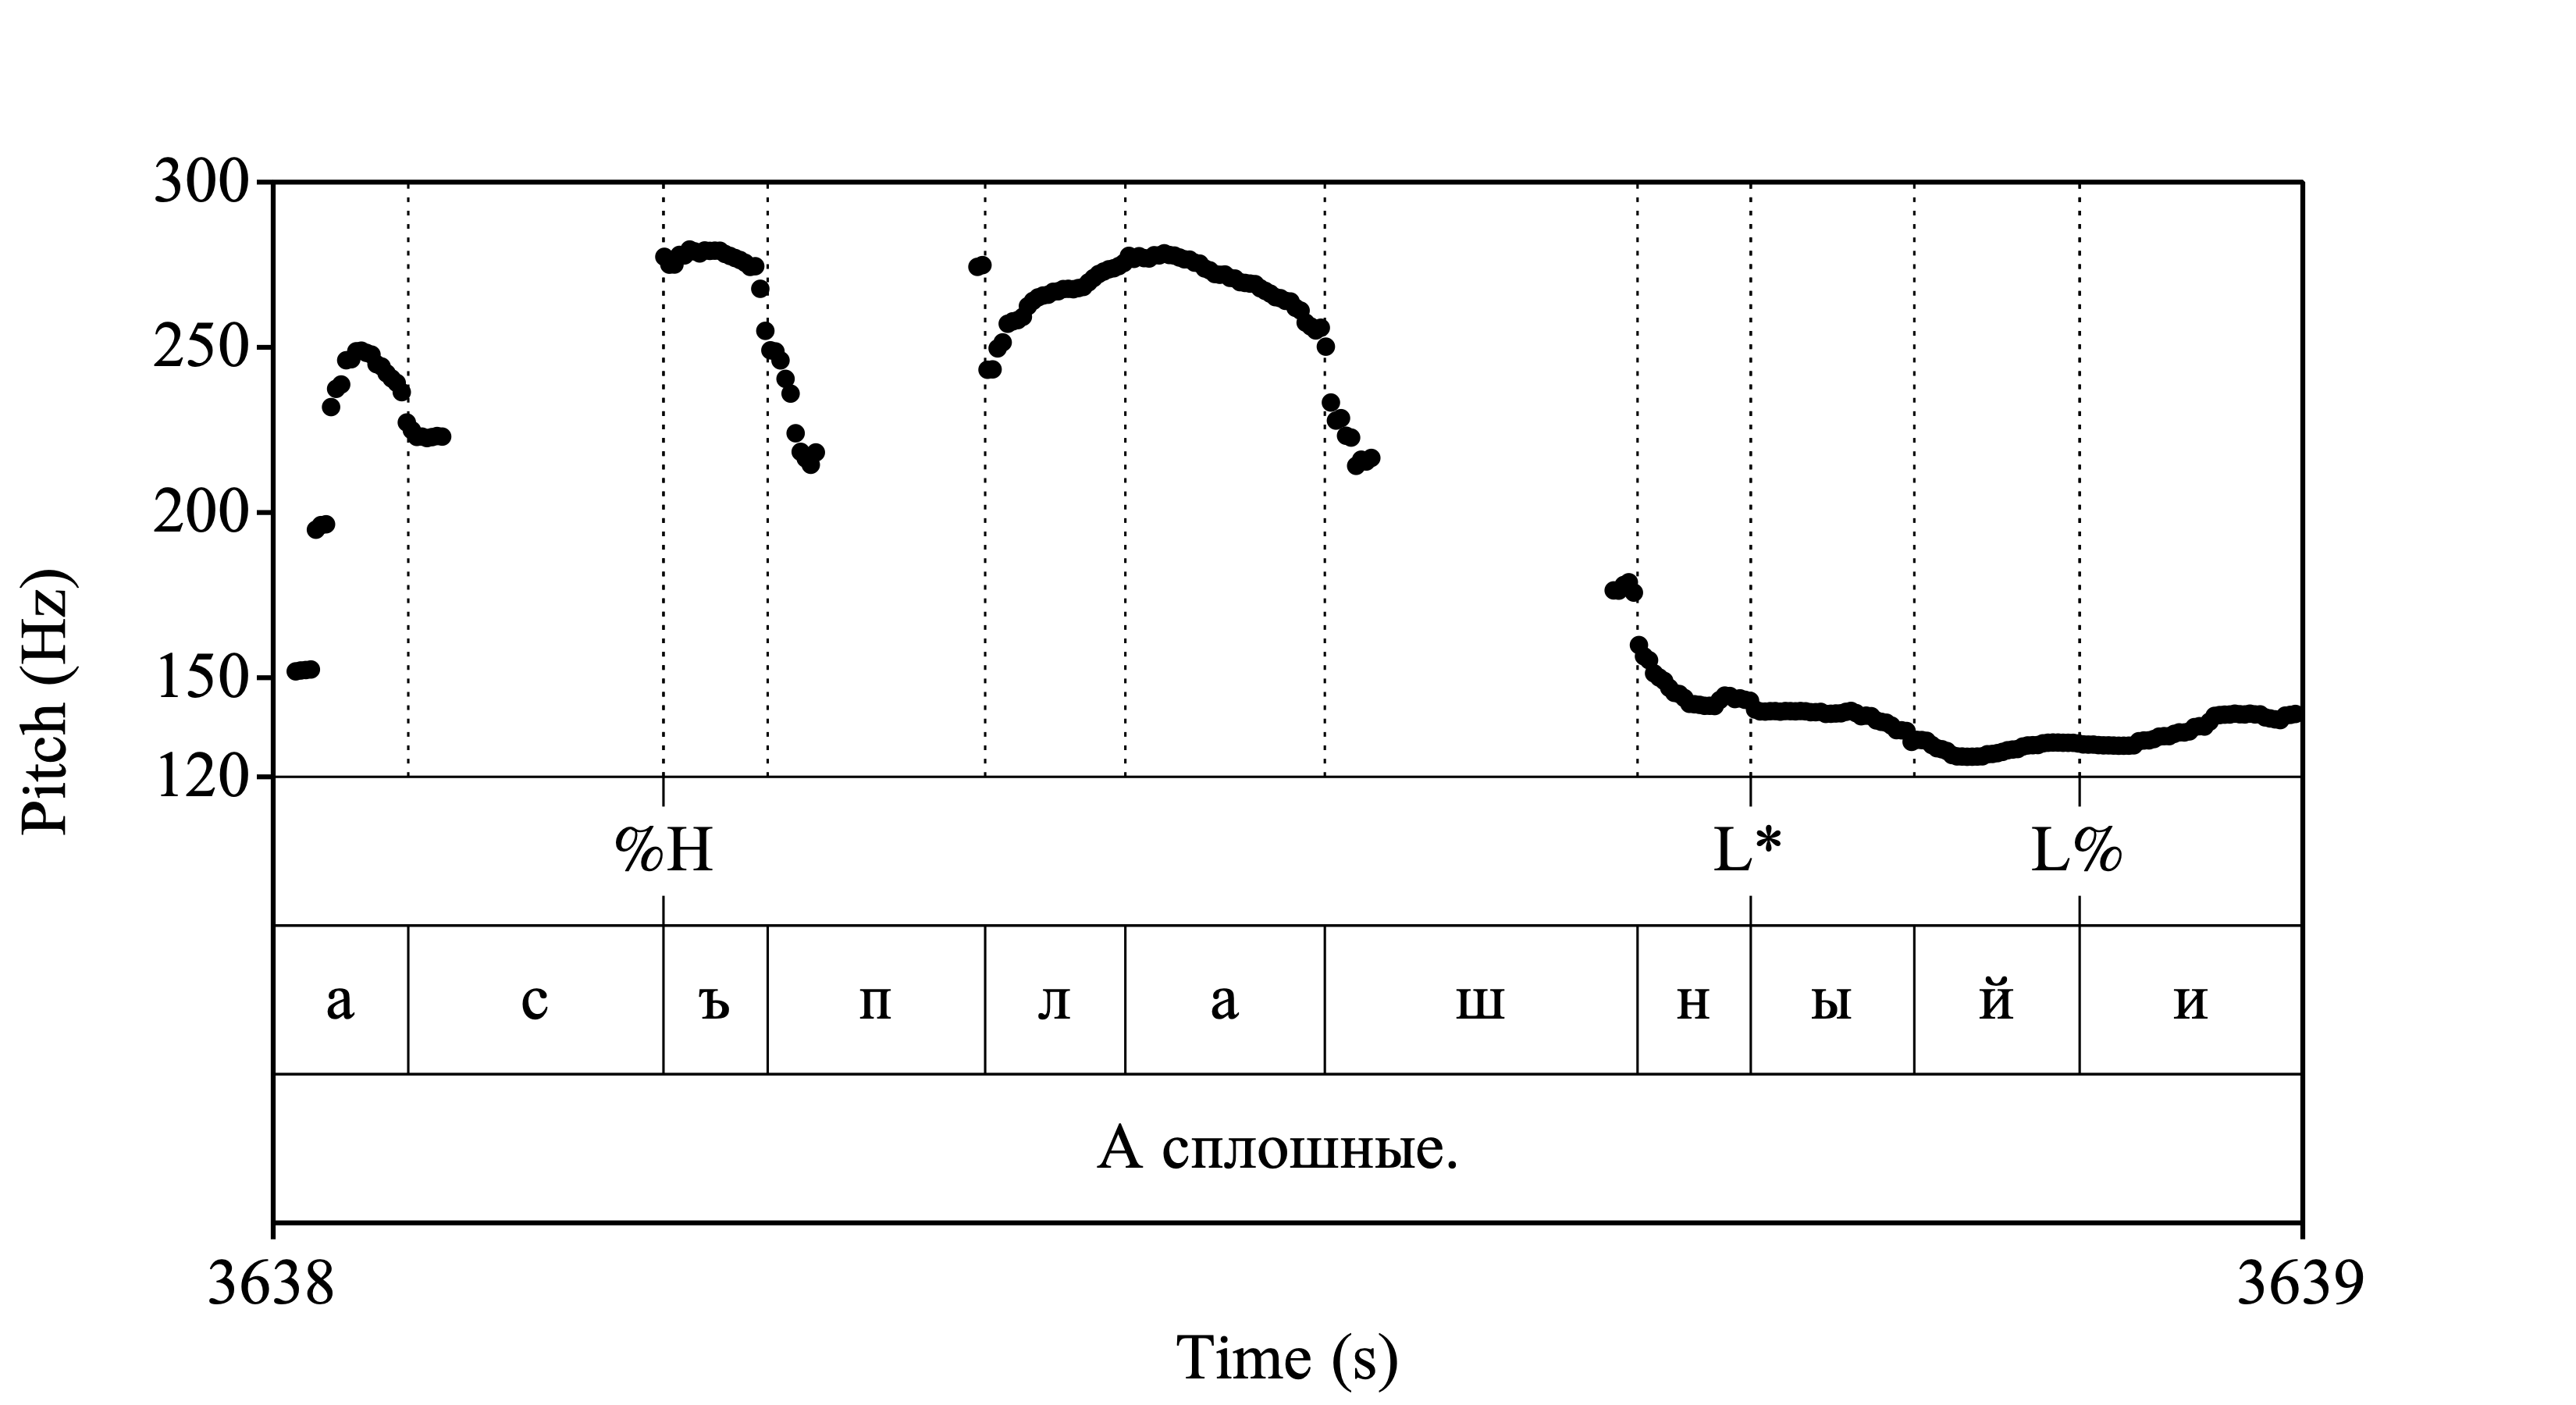 300
250
200
150
120
Pitch (Hz)
%H L* L%
а с ъ п л а ш н ы й и
А сплошные.
3638 3639
Time (s)